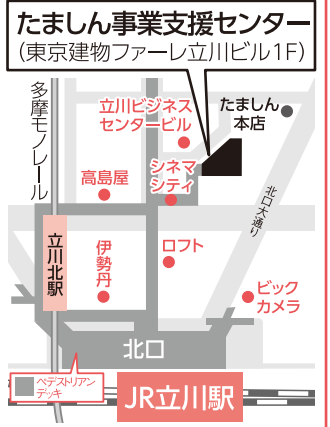 たましん事業支援センター
(東京建物ファーレ立川ビル1F)
多摩モノレール
立川ビジネス
センタービル
たましん
本店
シネマ
シティ
高島屋
北口大通り
立川北駅
伊勢丹
ロフト
ビック
カメラ
北口
ペデストリアン
デッキ
JR立川駅